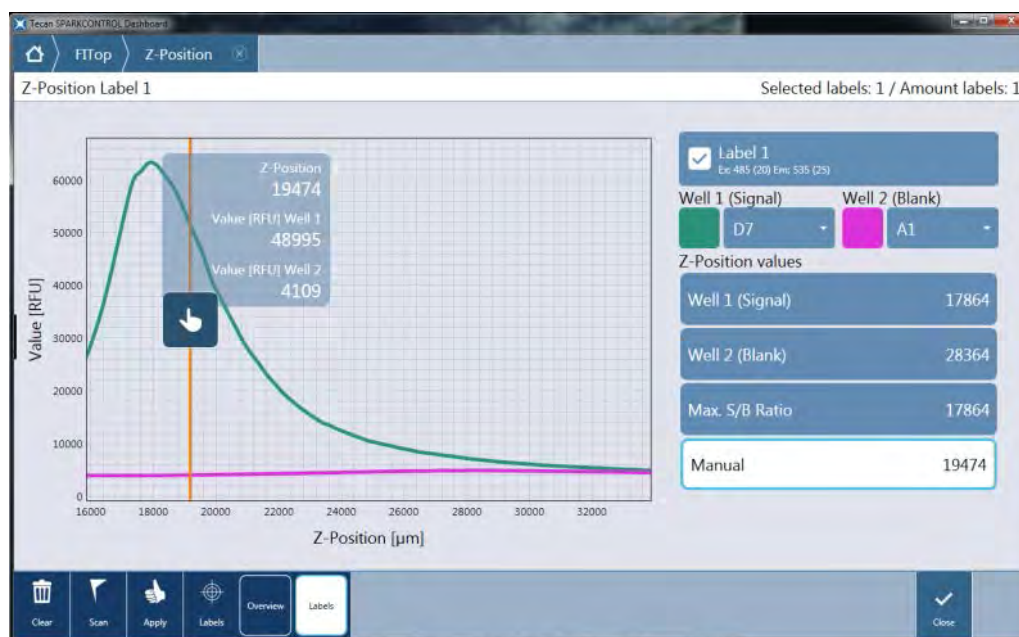 Tecan SPARKCONTROL Dashboard
FITop
Z-Position
Z-Position Label 1
Selected labels: 1 / Amount labels: 1
Z-Position
19474
Value [RFU] Well 1
48995
Value [RFU] Well 2
4109
60000
50000
40000
30000
20000
10000
0
Value [RFU]
16000 18000 20000 22000 24000 26000 28000 30000 32000
Z-Position [µm]
Label 1
Ex: 485 (20) Em: 535 (25)
Well 1 (Signal) Well 2 (Blank)
D7 A1
Z-Position values
Well 1 (Signal) 17864
Well 2 (Blank) 28364
Max. S/B Ratio 17864
Manual 19474
Clear Scan Apply Labels Overview Labels Close